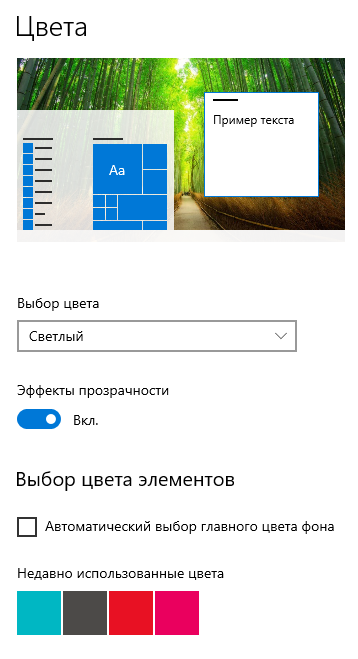 Цвета
Пример текста
Aa
Выбор цвета
Светлый
Эффекты прозрачности
Вкл.
Выбор цвета элементов
Автоматический выбор главного цвета фона
Недавно использованные цвета